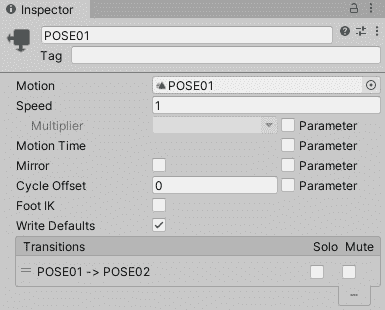 Inspector
POSE01
Tag
Motion POSE01
Speed 1
Multiplier Parameter
Motion Time Parameter
Mirror Parameter
Cycle Offset 0 Parameter
Foot IK
Write Defaults
Transitions Solo Mute
POSE01 -> POSE02